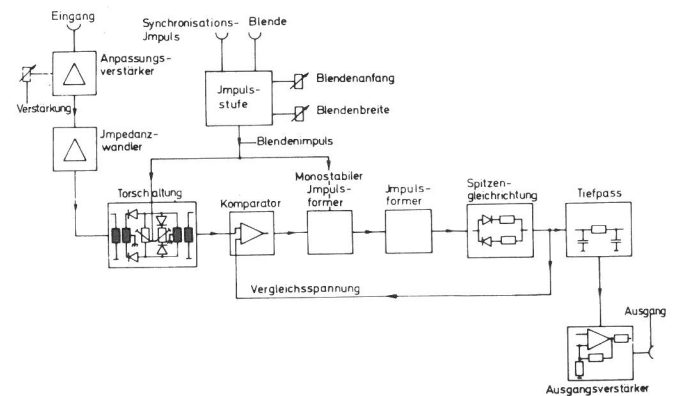 Eingang
Synchronisations-
Jmpuls
Blende
Anpassungs-
verstärker
Verstärkung
Jmpuls-
stufe
Blendenanfang
Blendenbreite
Jmpedanz-
wandler
Blendenimpuls
Torschaltung
Komparator
Monostabiler
Jmpuls-
former
Jmpuls-
former
Spitzen-
gleichrichtung
Tiefpass
Vergleichsspannung
Ausgang
Ausgangsverstärker